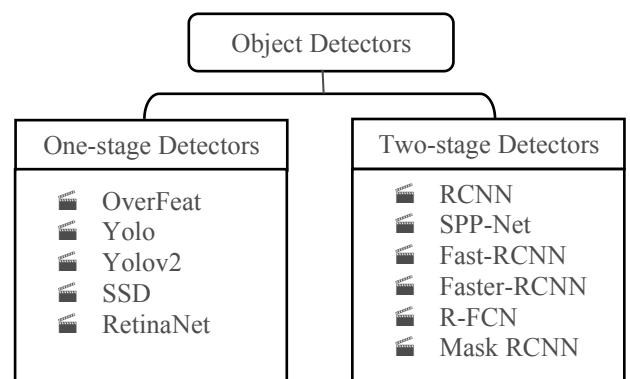 Object Detectors
One-stage Detectors
OverFeat
Yolo
Yolov2
SSD
RetinaNet
Two-stage Detectors
RCNN
SPP-Net
Fast-RCNN
Faster-RCNN
R-FCN
Mask RCNN